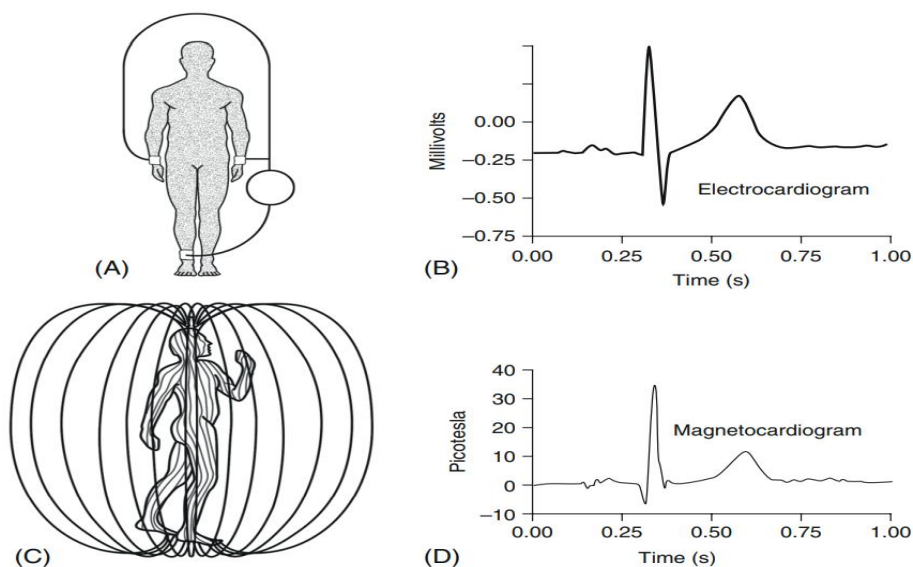 (A)
(B)
Millivolts
0.00
−0.25
−0.50
−0.75
Electrocardiogram
0.00 0.25 0.50 0.75 1.00
Time (s)
(C)
(D)
Picotesla
40
30
20
10
0
−10
Magnetocardiogram
0.00 0.25 0.50 0.75 1.00
Time (s)